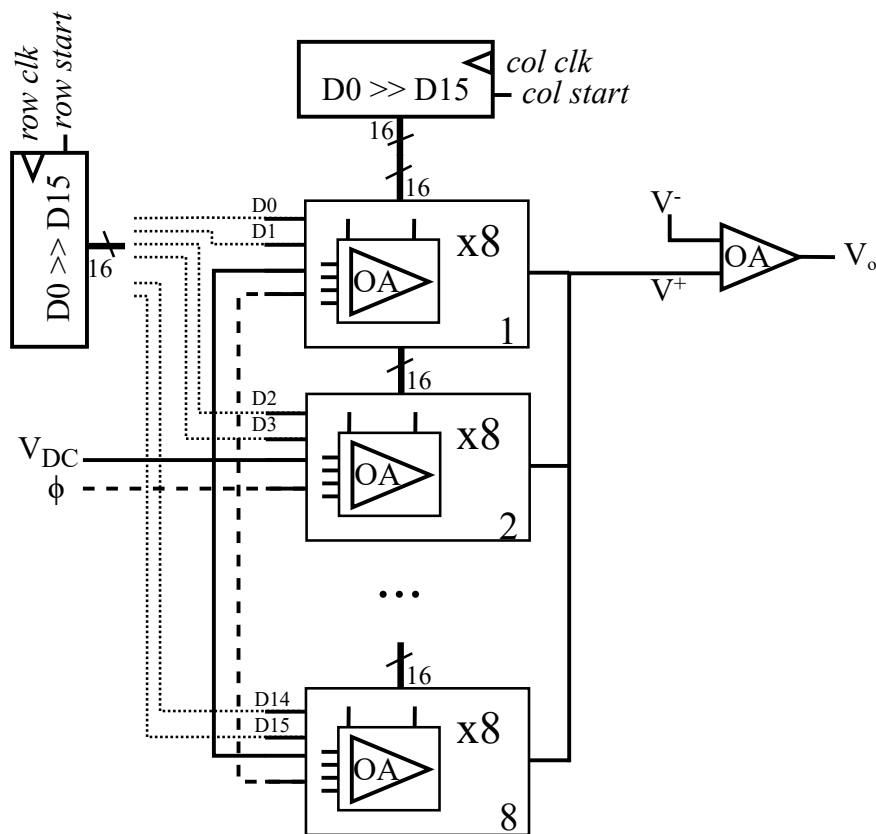 row clk
row start
D0 >> D15
16
col clk
col start
D0 >> D15
16
16
D0
D1
x8
OA
1
V-
V+
OA
Vo
16
D2
D3
x8
OA
2
VDC
ϕ
...
16
D14
D15
x8
OA
8